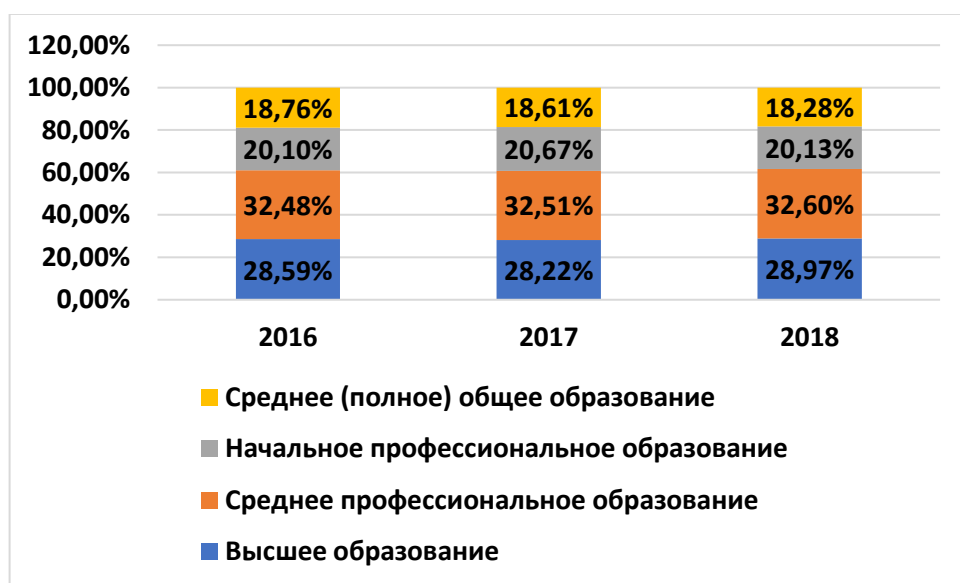 120,00%
100,00%
80,00%
60,00%
40,00%
20,00%
0,00%
18,76% 18,61% 18,28%
20,10% 20,67% 20,13%
32,48% 32,51% 32,60%
28,59% 28,22% 28,97%
2016 2017 2018
Среднее (полное) общее образование
Начальное профессиональное образование
Среднее профессиональное образование
Высшее образование